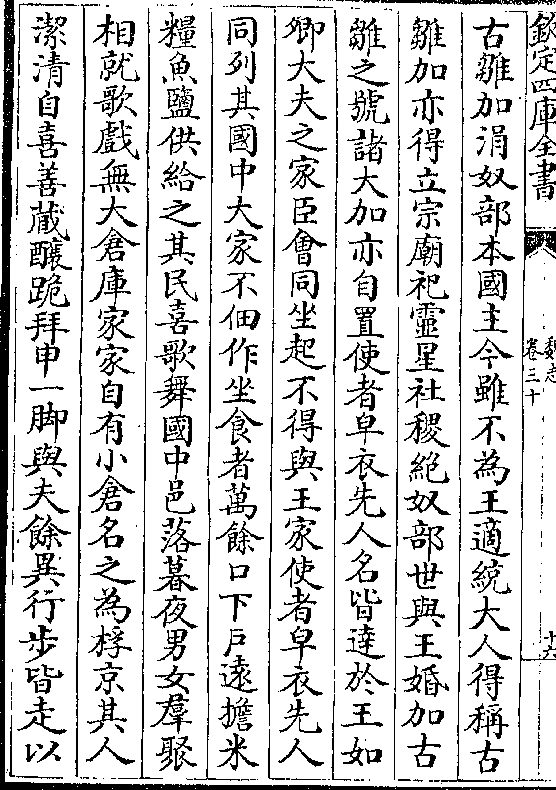 欽定四庫全書
魏志
卷三十
十六
古雛加涓奴部本國主今雖不為王適統大人得稱古
雛加亦得立宗廟祀靈星社稷絶奴部世與王婚加古
雛之號諸大加亦自置使者皁衣先人名皆達於王如
卿大夫之家臣會同坐起不得與王家使者皁衣先人
同列其國中大家不佃作坐食者萬餘口下戶遠擔米
糧魚鹽供給之其民喜歌舞國中邑落暮夜男女羣聚
相就歌戲無大倉庫家家自有小倉名之為桴京其人
潔清自喜善蔵釀跪拜申一脚與夫餘異行步皆走以